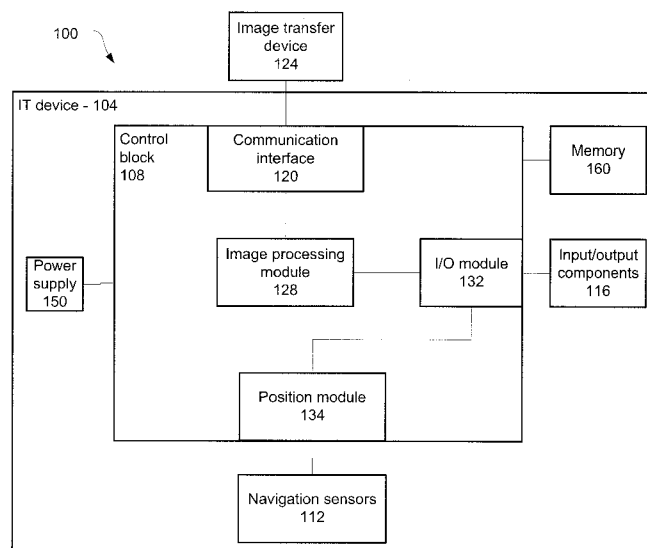 100
Image transfer
device
124
IT device - 104
Control
block
108
Communication
interface
120
Memory
160
Image processing
module
128
I/O module
132
Input/output
components
116
Power
supply
150
Position module
134
Navigation sensors
112